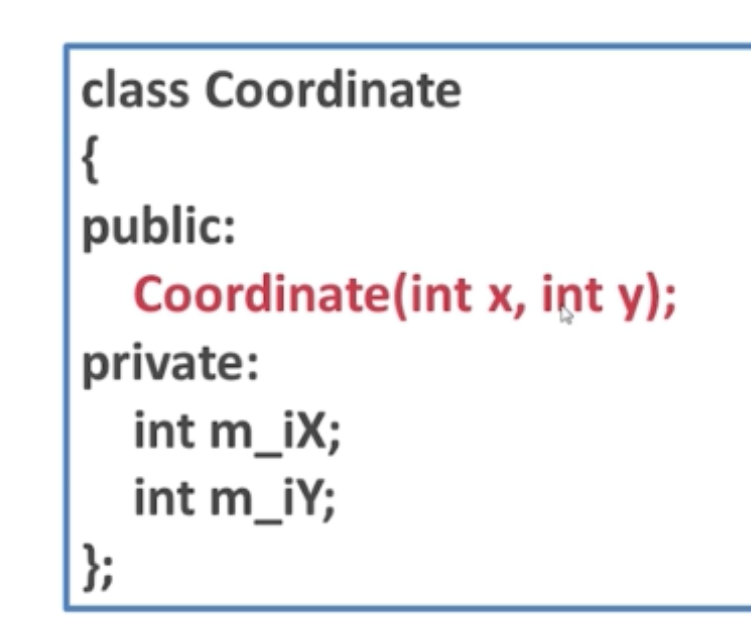 class Coordinate
{
public:
Coordinate(int x, int y);
private:
int m_iX;
int m_iY;
};